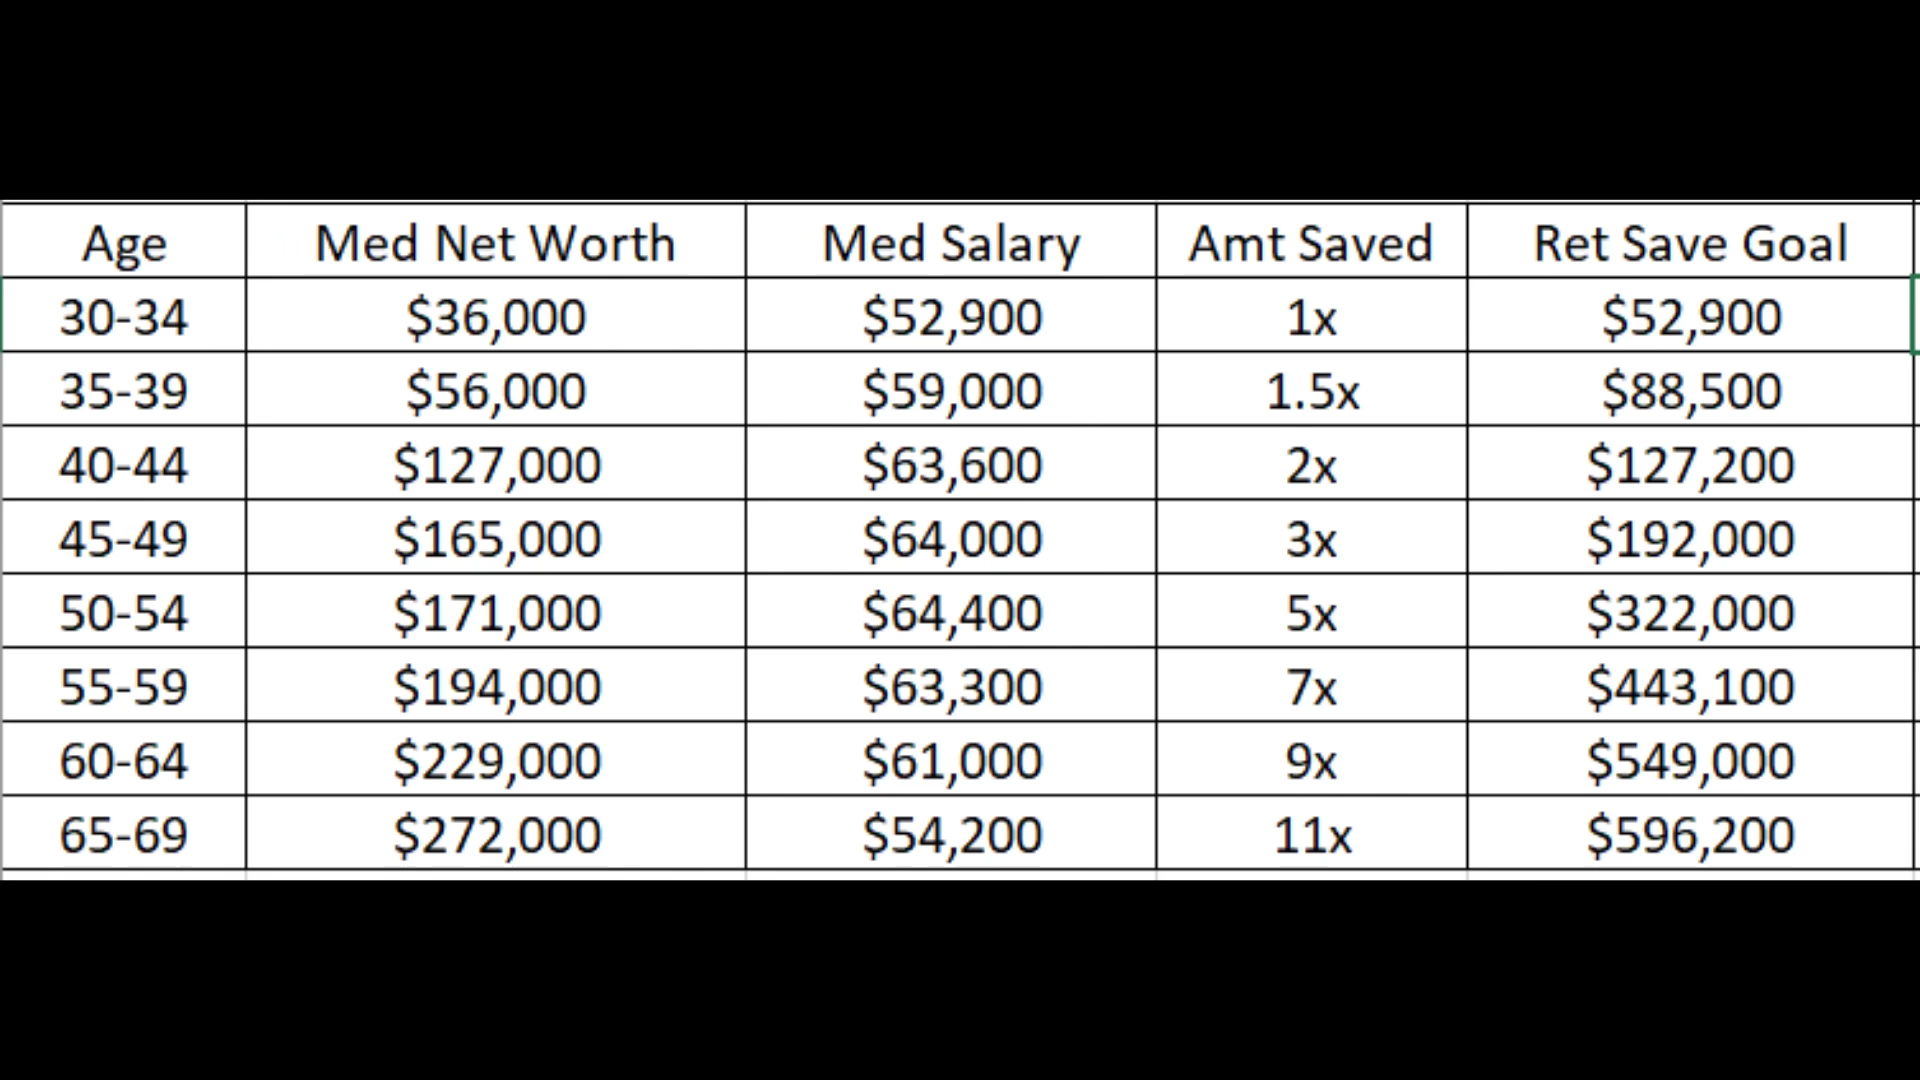 Age Med Net Worth Med Salary Amt Saved Ret Save Goal
30-34 $36,000 $52,900 1x $52,900
35-39 $56,000 $59,000 1.5x $88,500
40-44 $127,000 $63,600 2x $127,200
45-49 $165,000 $64,000 3x $192,000
50-54 $171,000 $64,400 5x $322,000
55-59 $194,000 $63,300 7x $443,100
60-64 $229,000 $61,000 9x $549,000
65-69 $272,000 $54,200 11x $596,200